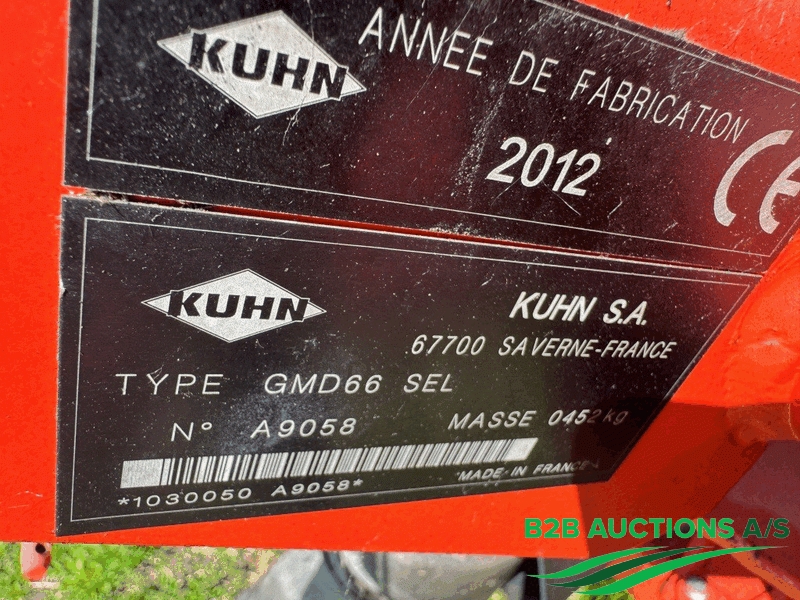 KUHN
ANNEE DE FABRICATION
2012
CE
KUHN
KUHN S.A.
67700 SAVERNE-FRANCE
TYPE GMD66 SEL
N° A9058 MASSE 0452 kg
*1030050 A9058*
MADE IN FRANCE
B2B AUCTIONS A/S